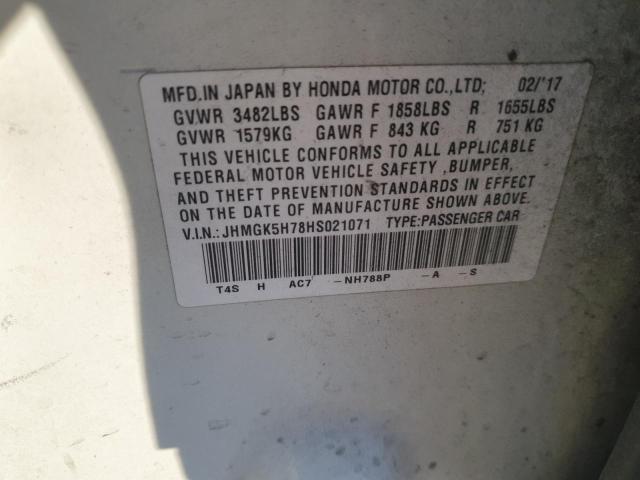 MFD.IN JAPAN BY HONDA MOTOR CO.,LTD; 02/'17
GVWR 3482LBS GAWR F 1858LBS R 1655LBS
GVWR 1579KG GAWR F 843 KG R 751 KG
THIS VEHICLE CONFORMS TO ALL APPLICABLE
FEDERAL MOTOR VEHICLE SAFETY ,BUMPER,
AND THEFT PREVENTION STANDARDS IN EFFECT
ON THE DATE OF MANUFACTURE SHOWN ABOVE.
V.I.N.: JHMGK5H78HS021071 TYPE:PASSENGER CAR
T4S H AC7 -NH788P -A -S